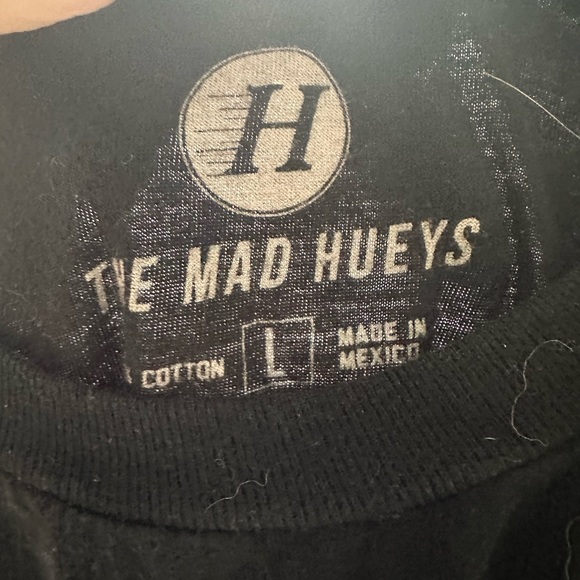 H
THE MAD HUEYS
COTTON L MADE IN
MEXICO